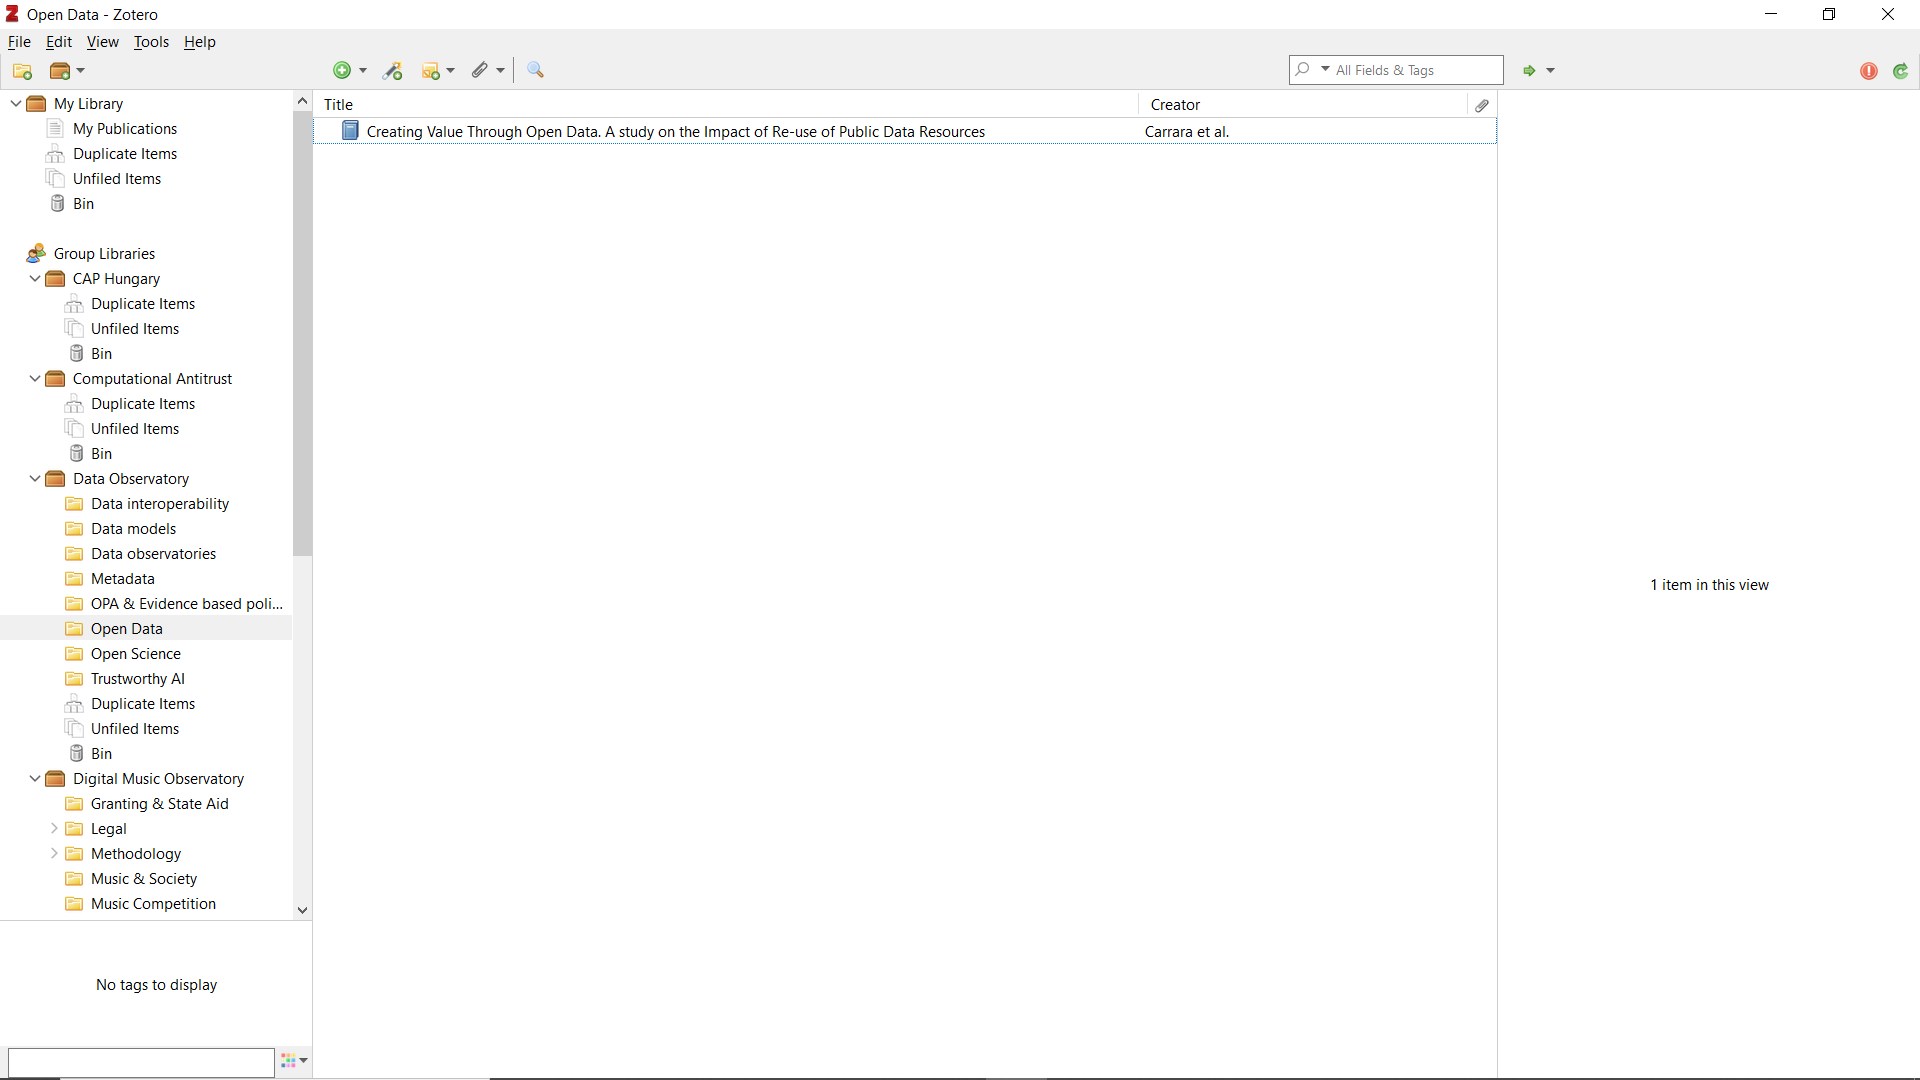 Open Data - Zotero
File Edit View Tools Help
All Fields & Tags
My Library
My Publications
Duplicate Items
Unfiled Items
Bin
Group Libraries
CAP Hungary
Duplicate Items
Unfiled Items
Bin
Computational Antitrust
Duplicate Items
Unfiled Items
Bin
Data Observatory
Data interoperability
Data models
Data observatories
Metadata
OPA & Evidence based poli...
Open Data
Open Science
Trustworthy AI
Duplicate Items
Unfiled Items
Bin
Digital Music Observatory
Granting & State Aid
Legal
Methodology
Music & Society
Music Competition
No tags to display
Title Creator
Creating Value Through Open Data. A study on the Impact of Re-use of Public Data Resources Carrara et al.
1 item in this view